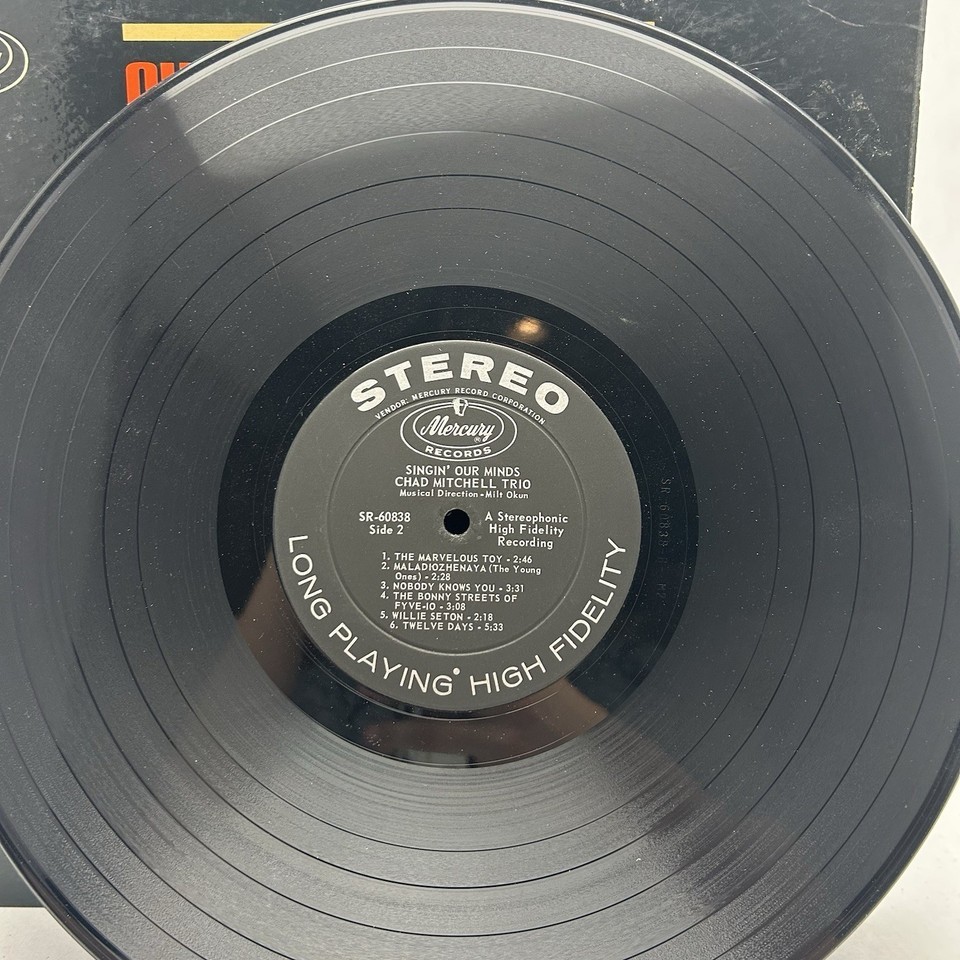 STEREO
VENDOR: MERCURY RECORD CORPORATION
Mercury
®
RECORDS
SINGIN' OUR MINDS
CHAD MITCHELL TRIO
Musical Direction-Milt Okun
SR-60838
Side 2
A Stereophonic
High Fidelity
Recording
1. THE MARVELOUS TOY - 2:46
2. MALADIOZHENAYA (The Young
Ones) - 2:28
3. NOBODY KNOWS YOU - 3:31
4. THE BONNY STREETS OF
FYVE-IO - 3:08
5. WILLIE SETON - 2:18
6. TWELVE DAYS - 5:33
LONG PLAYING HIGH FIDELITY